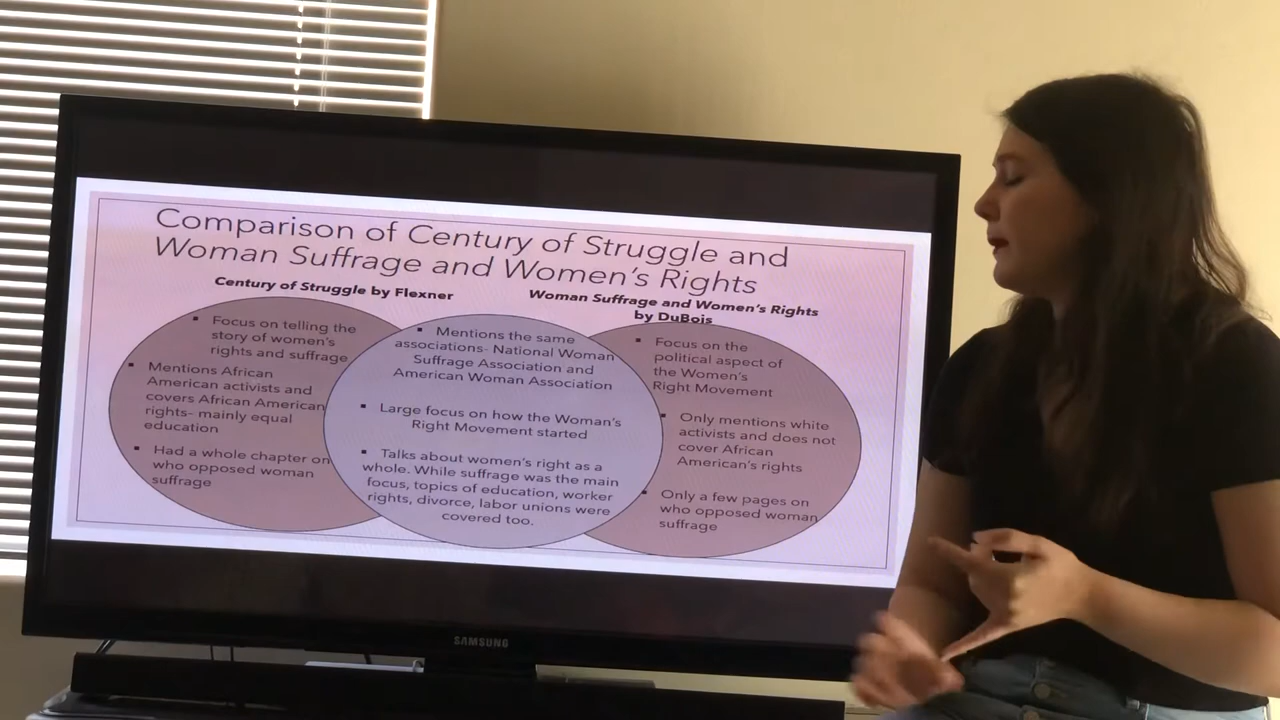 Comparison of Century of Struggle and
Woman Suffrage and Women's Rights
Century of Struggle by Flexner
Woman Suffrage and Women's Rights
by DuBois
▪ Focus on telling the
story of women's
rights and suffrage
▪ Mentions African
American activists and
covers African American
rights- mainly equal
education
▪ Had a whole chapter on
who opposed woman
suffrage
▪ Mentions the same
associations- National Woman
Suffrage Association and
American Woman Association
▪ Large focus on how the Woman's
Right Movement started
▪ Talks about women's right as a
whole. While suffrage was the main
focus, topics of education, worker
rights, divorce, labor unions were
covered too.
▪ Focus on the
political aspect of
the Women's
Right Movement
▪ Only mentions white
activists and does not
cover African
American's rights
▪ Only a few pages on
who opposed woman
suffrage
SAMSUNG